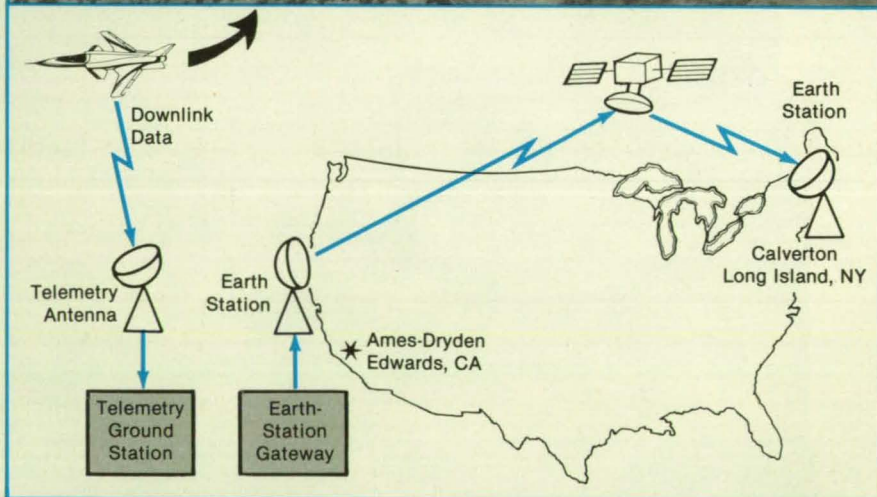 Downlink
Data
Earth
Station
Telemetry
Antenna
Earth
Station
Calverton
Long Island, NY
Ames-Dryden
Edwards, CA
Telemetry
Ground
Station
Earth-
Station
Gateway